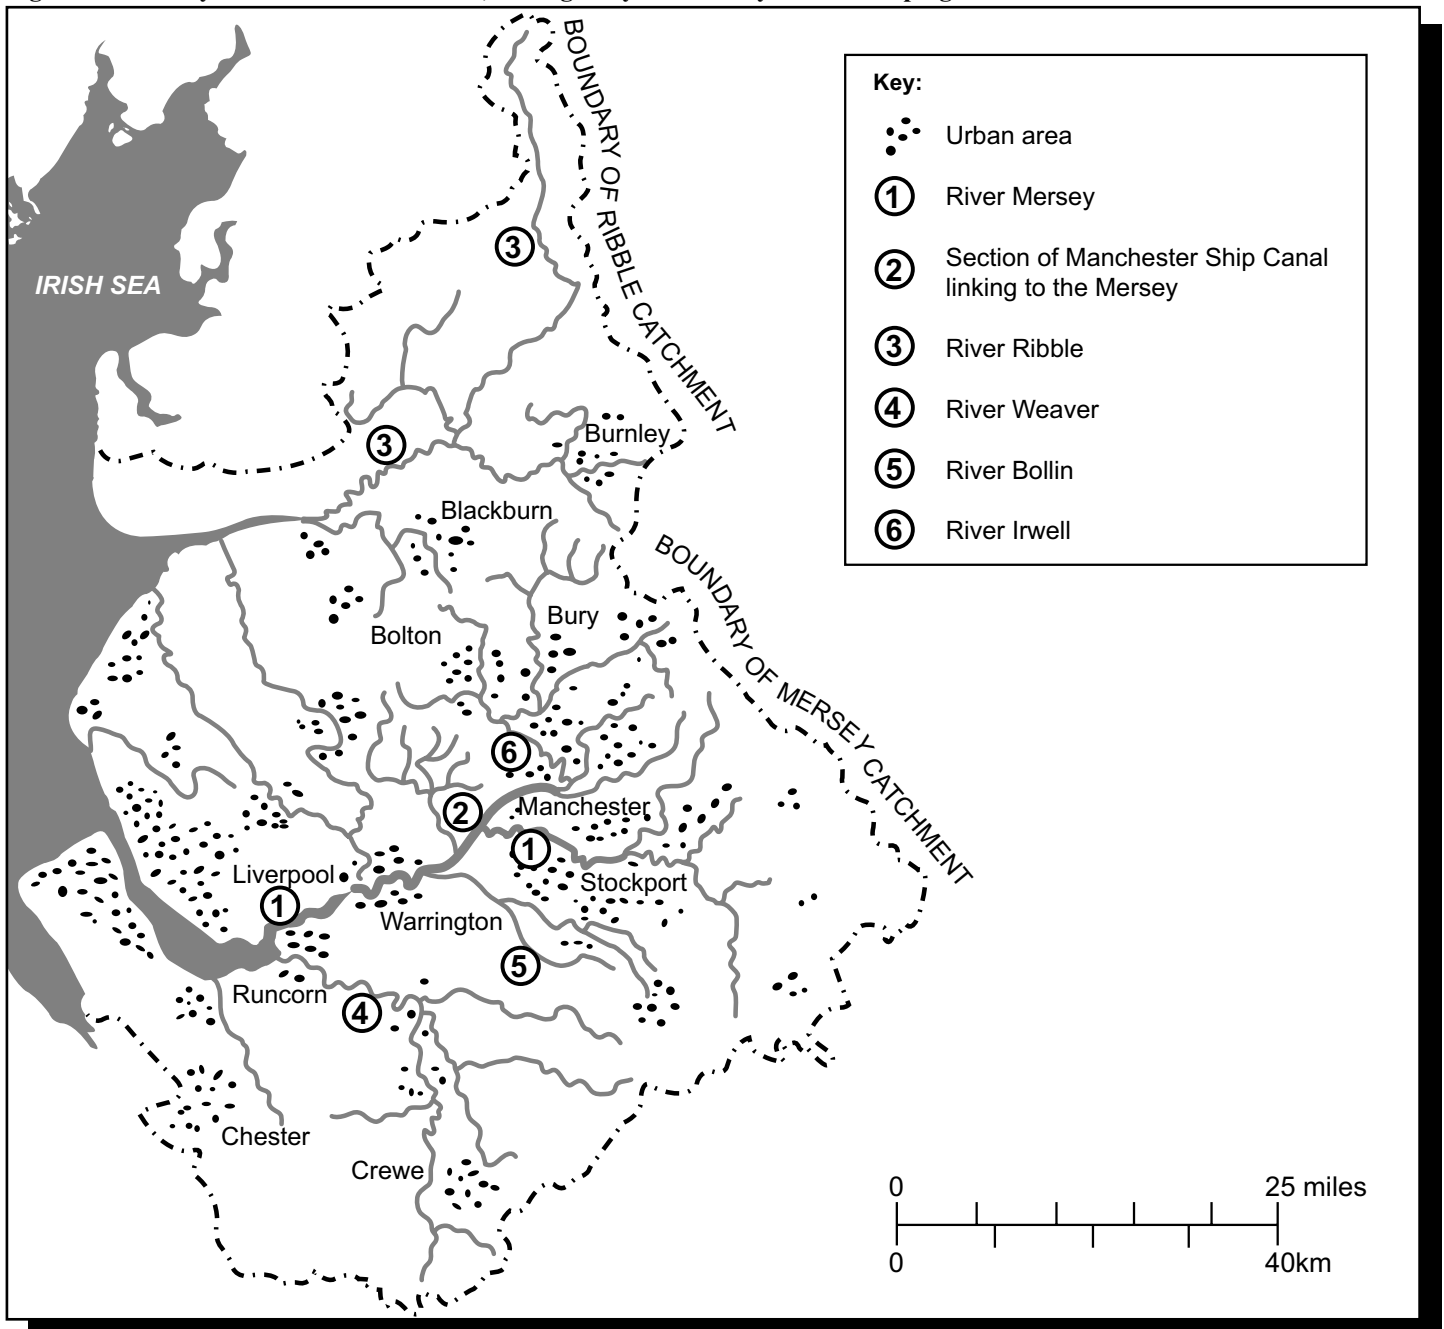 BOUNDARY OF RIBBLE CATCHMENT
Key:
Urban area
1 River Mersey
2 Section of Manchester Ship Canal
linking to the Mersey
3 River Ribble
4 River Weaver
5 River Bollin
6 River Irwell
3
IRISH SEA
Burnley
3
Blackburn
BOUNDARY OF MERSEY CATCHMENT
Bury
Bolton
6
2
Manchester
1
Liverpool
Stockport
1
Warrington
5
Runcorn
4
Chester
Crewe
0 25 miles
0 40km